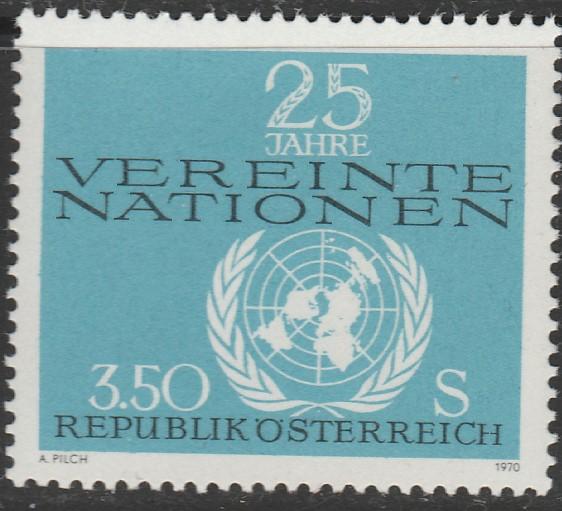 25
JAHRE
VEREINTE
NATIONEN
3.50 S
REPUBLIK ÖSTERREICH
A. PILCH 1970